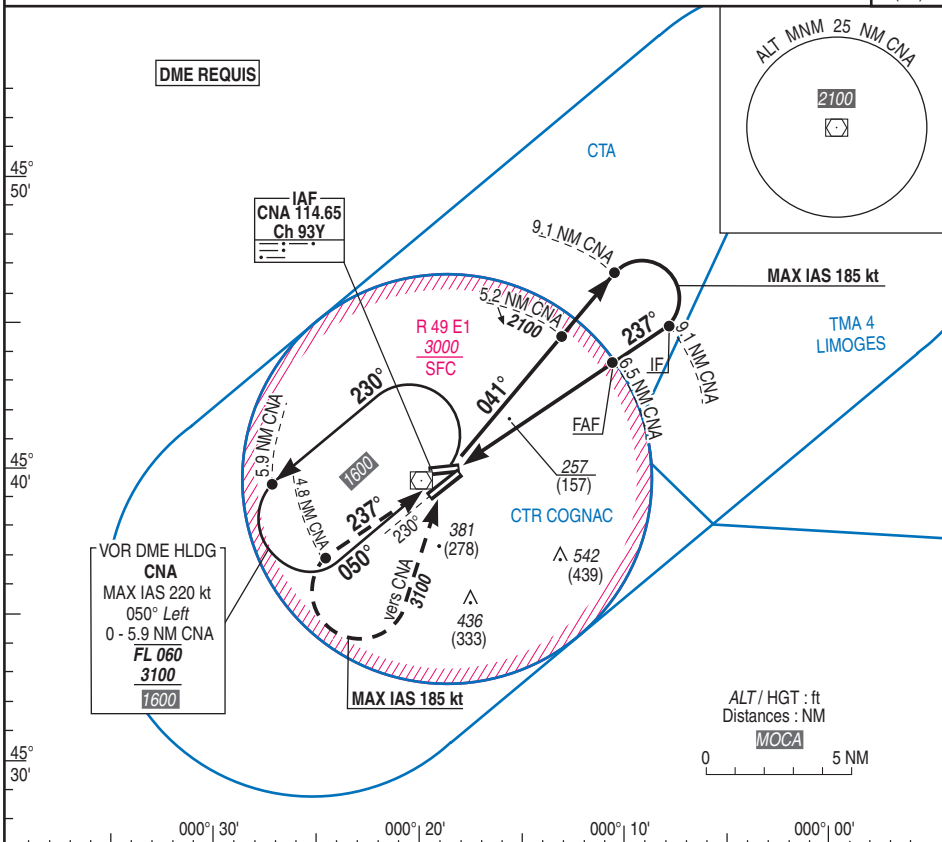 DME REQUIS
ALT MNM 25 NM CNA
2100
CTA
45°
50'
IAF
CNA 114.65
Ch 93Y
9.1 NM CNA
MAX IAS 185 kt
5.2 NM CNA
2100
R 49 E1
3000
SFC
237°
9.1 NM CNA
TMA 4
LIMOGES
IF
6.5 NM CNA
230°
041°
FAF
5.9 NM CNA
45°
40'
1600
257
(157)
4.8 NM CNA
237°
230°
050°
381
(278)
CTR COGNAC
542
(439)
VOR DME HLDG
CNA
MAX IAS 220 kt
050° Left
0 - 5.9 NM CNA
FL 060
3100
1600
vers CNA
3100
436
(333)
MAX IAS 185 kt
ALT / HGT : ft
Distances : NM
MOCA
0 5 NM
45°
30'
000° 30' 000° 20' 000° 10' 000° 00'